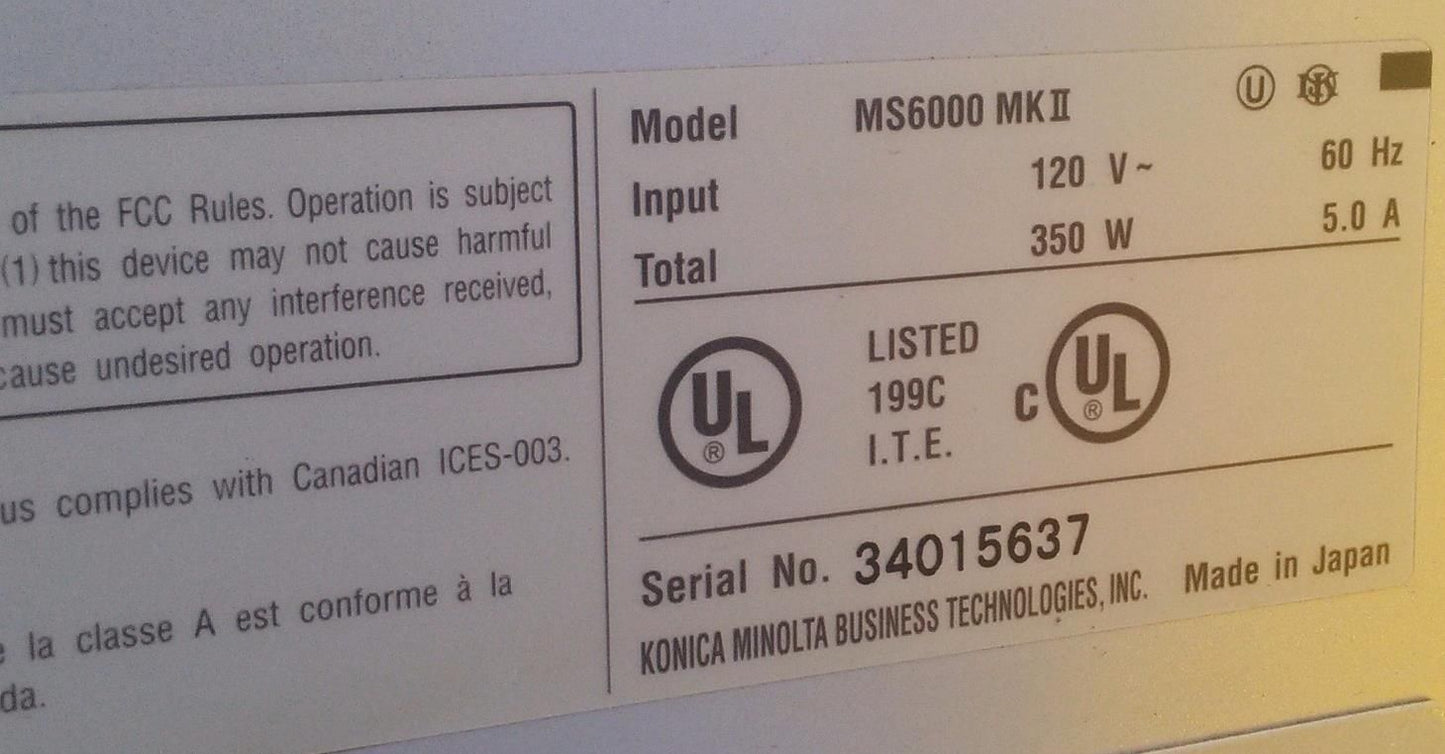 of the FCC Rules. Operation is subject
(1) this device may not cause harmful
must accept any interference received,
cause undesired operation.
us complies with Canadian ICES-003.
la classe A est conforme à la
da.
Model MS6000 MKⅡ U
Input 120 V~ 60 Hz
Total 350 W 5.0 A
UL® LISTED C UL®
199C
I.T.E.
Serial No. 34015637
KONICA MINOLTA BUSINESS TECHNOLOGIES, INC. Made in Japan